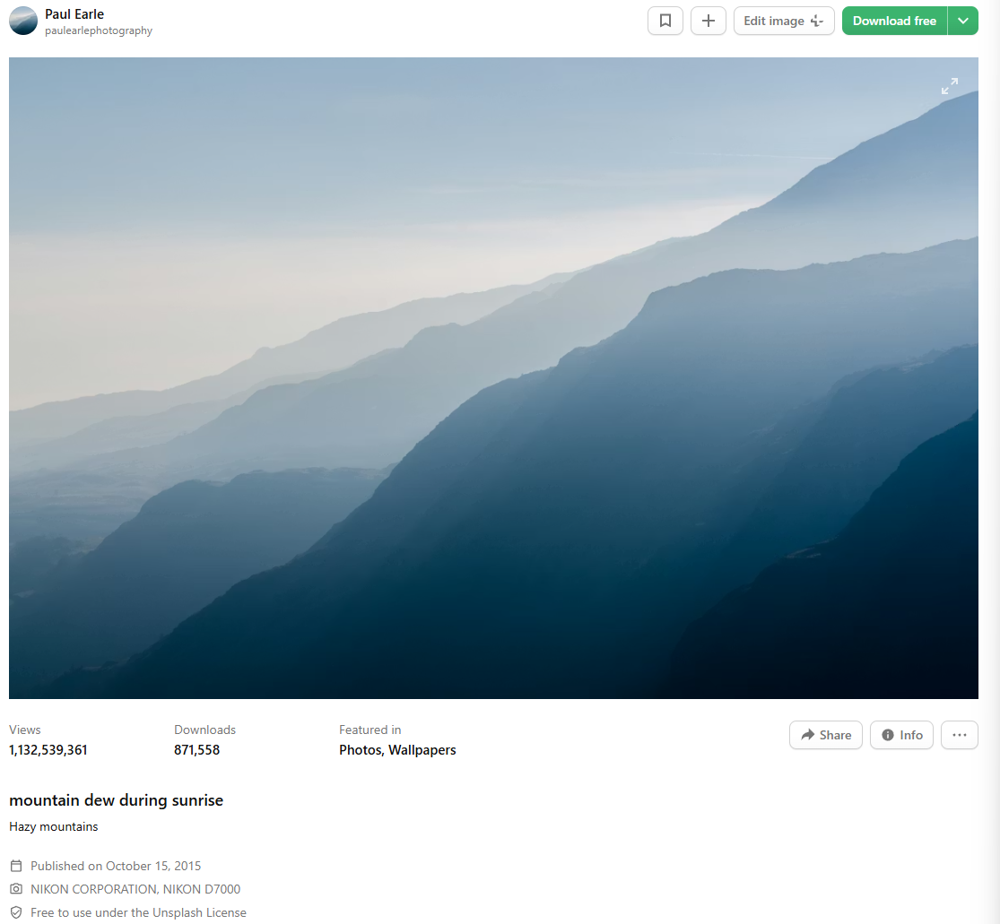 Paul Earle
paulearlephotography
Edit image
Download free
Views
1,132,539,361
Downloads
871,558
Featured in
Photos, Wallpapers
Share
Info
mountain dew during sunrise
Hazy mountains
Published on October 15, 2015
NIKON CORPORATION, NIKON D7000
Free to use under the Unsplash License